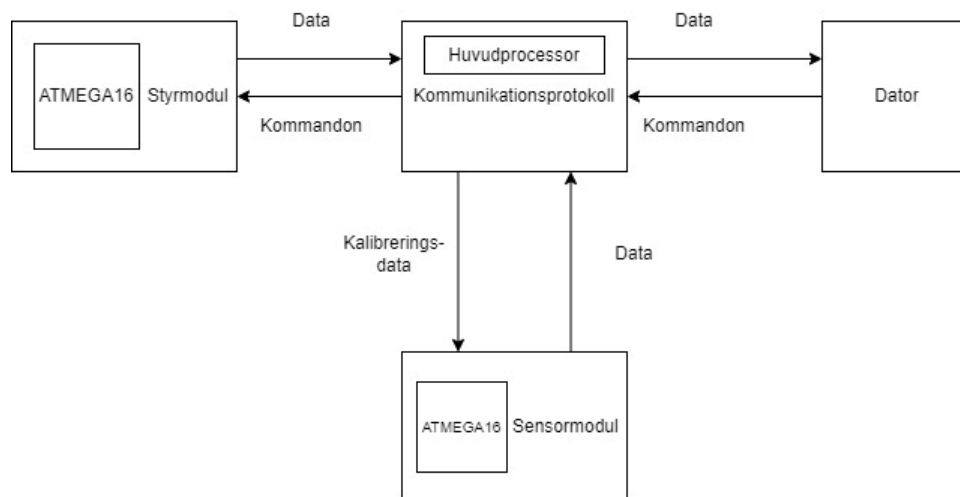 Data
Data
Huvudprocessor
ATMEGA16
Styrmodul
Kommunikationsprotokoll
Dator
Kommandon
Kommandon
Kalibrerings-
data
Data
ATMEGA16
Sensormodul